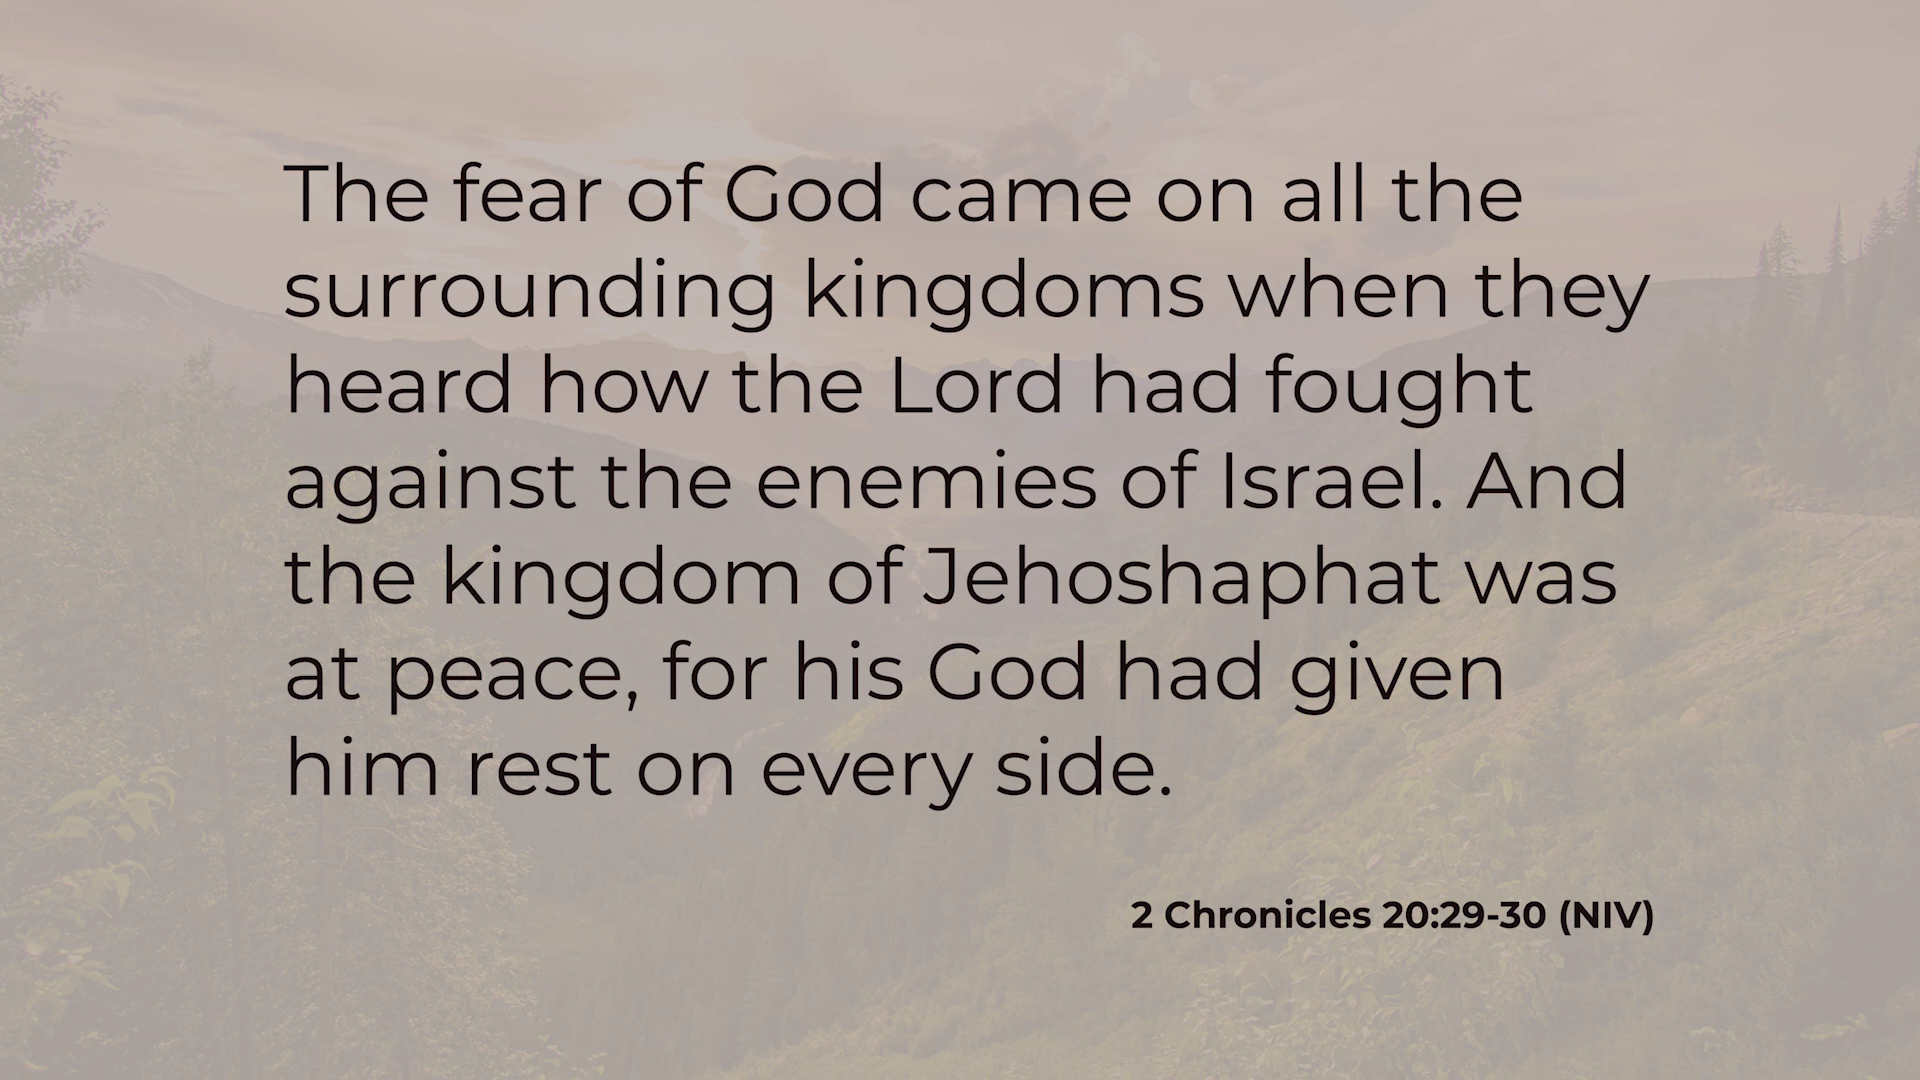 The fear of God came on all the
surrounding kingdoms when they
heard how the Lord had fought
against the enemies of Israel. And
the kingdom of Jehoshaphat was
at peace, for his God had given
him rest on every side.
2 Chronicles 20:29-30 (NIV)